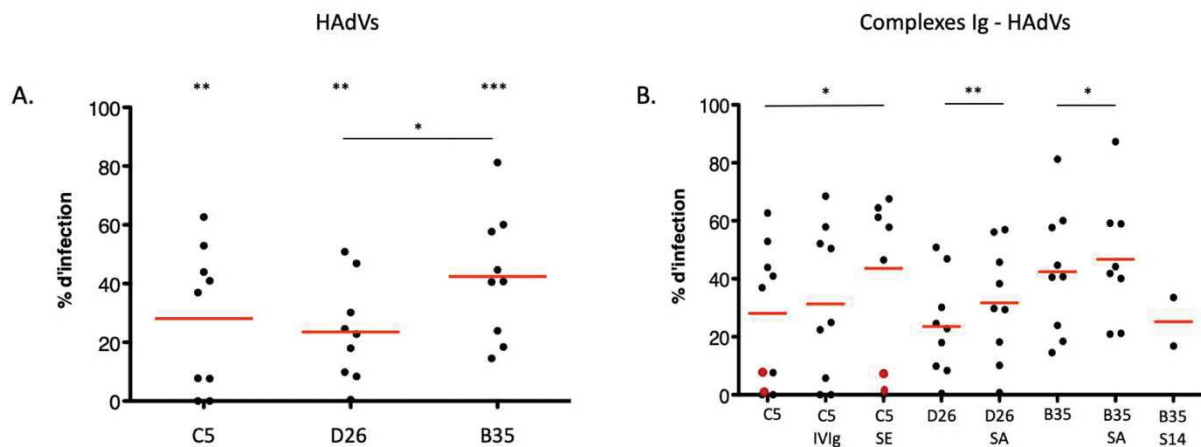 HAdVs
A.
** ** ***
*
% d'infection
100
80
60
40
20
0
C5 D26 B35
Complexes Ig - HAdVs
B.
* ** *
% d'infection
100
80
60
40
20
0
C5 C5 C5 D26 D26 B35 B35 B35
IVIg SE SA SA S14